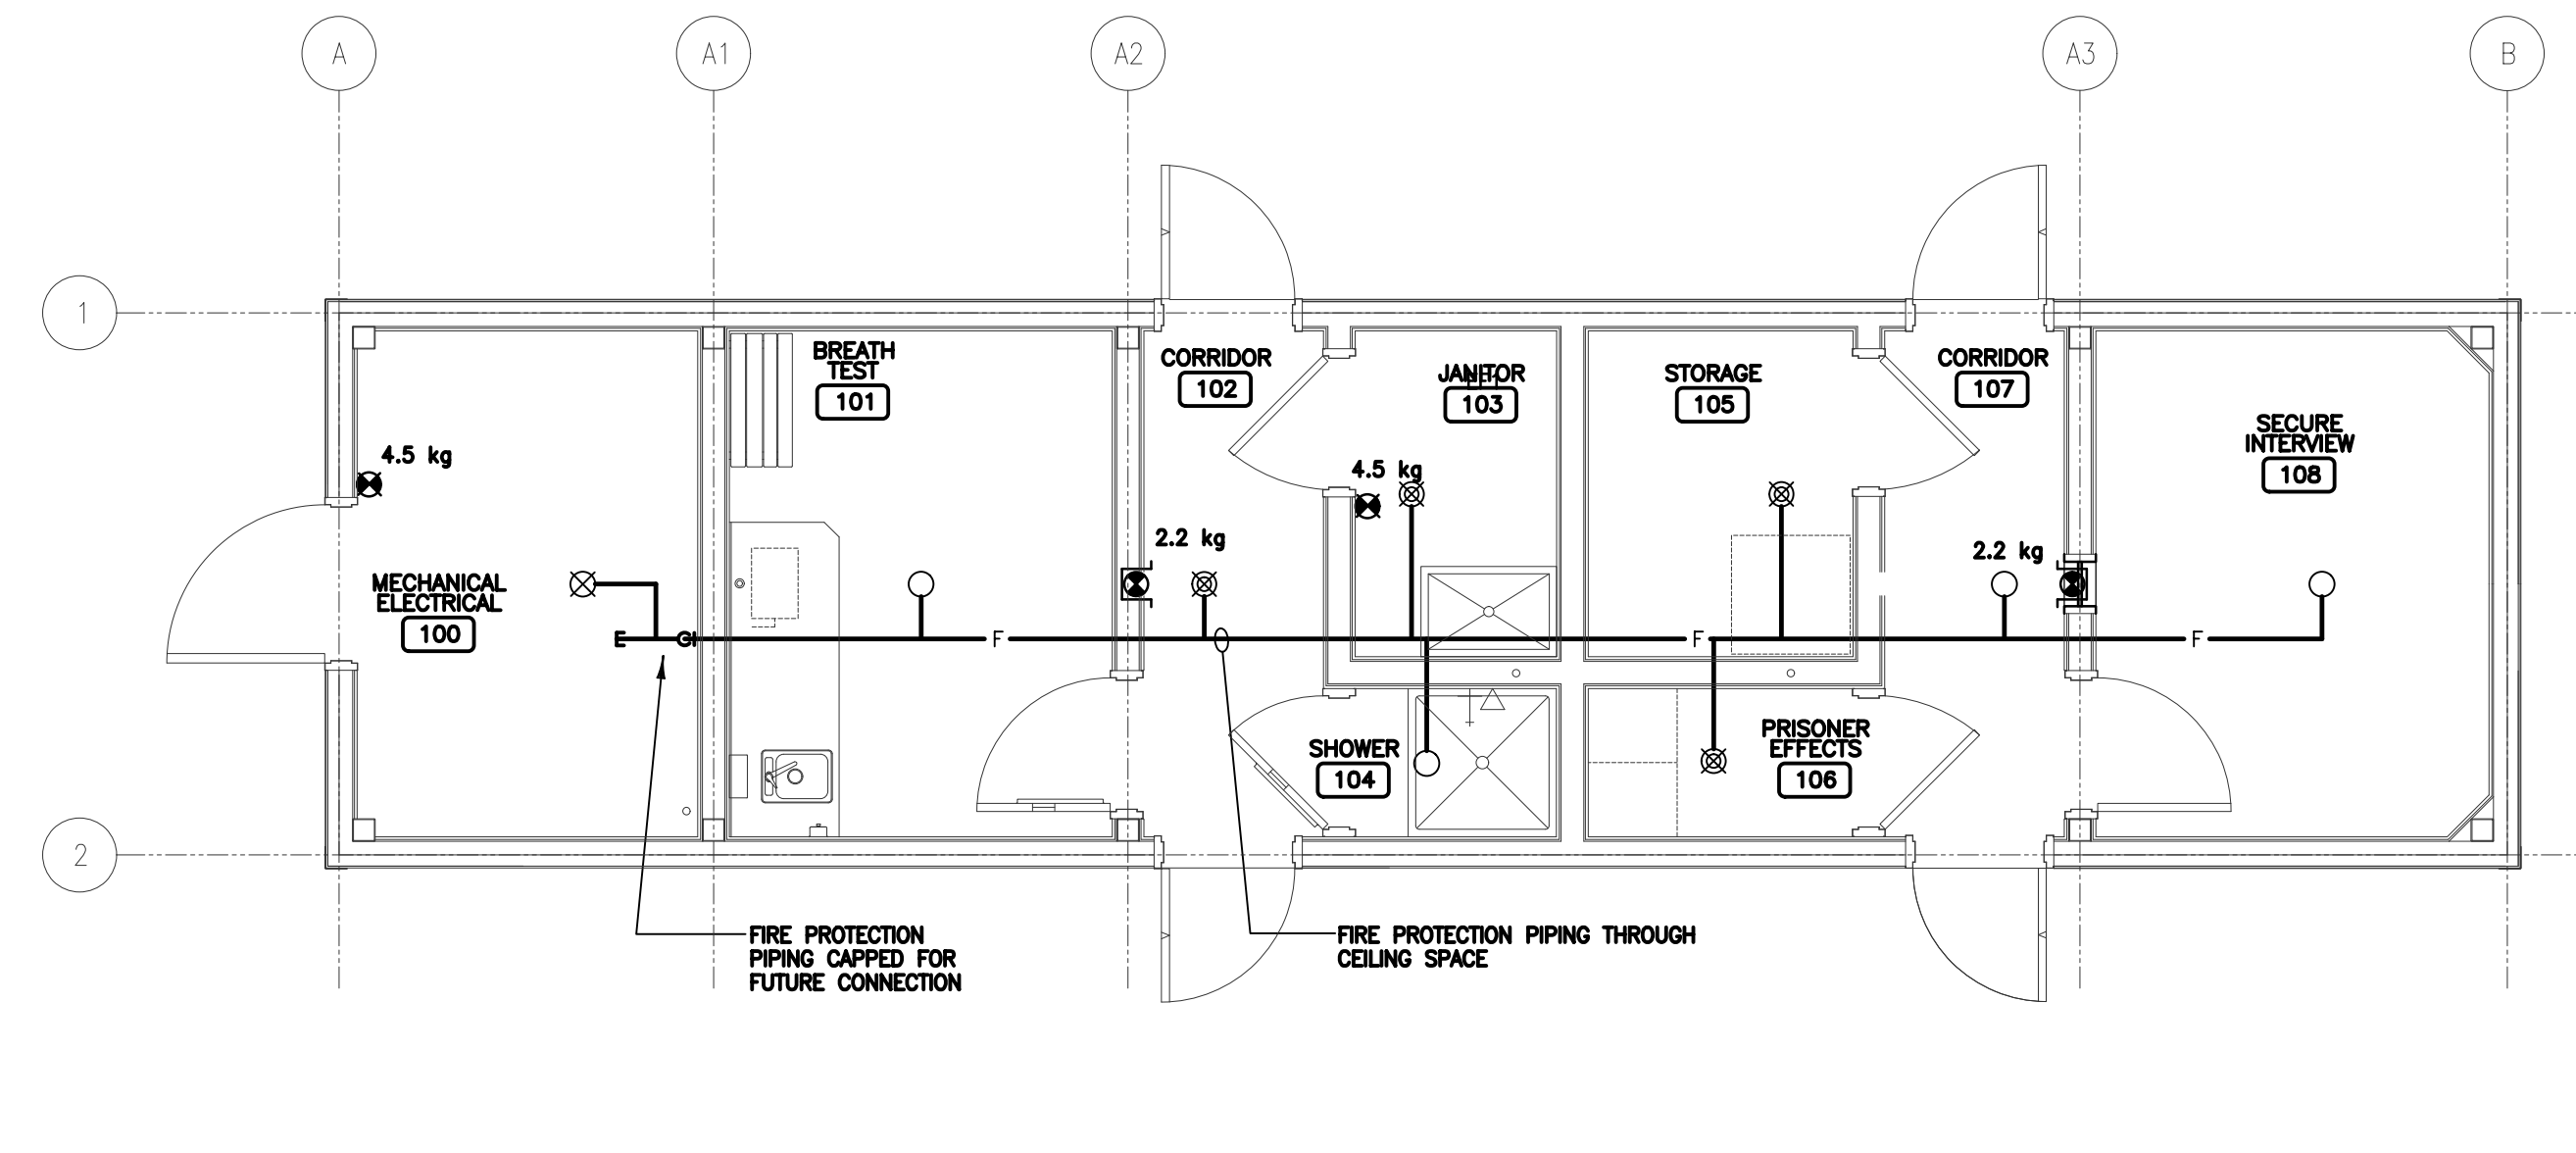 A
A1
A2
A3
B
1
BREATH
TEST
101
CORRIDOR
102
JANITOR
103
STORAGE
105
CORRIDOR
107
SECURE
INTERVIEW
108
4.5 kg
4.5 kg
2.2 kg
2.2 kg
MECHANICAL
ELECTRICAL
100
E
F
F
F
SHOWER
104
PRISONER
EFFECTS
106
2
FIRE PROTECTION
PIPING CAPPED FOR
FUTURE CONNECTION
FIRE PROTECTION PIPING THROUGH
CEILING SPACE